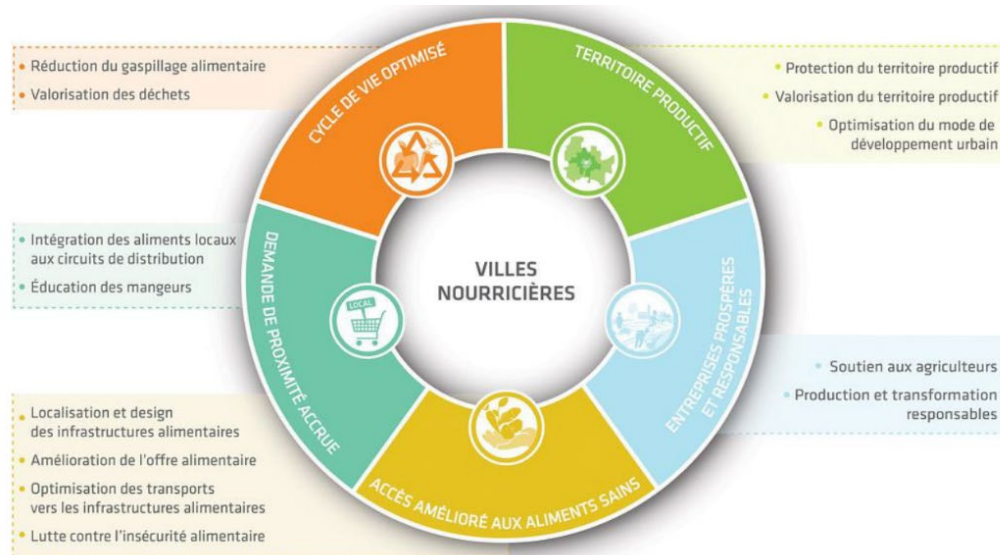 • Réduction du gaspillage alimentaire
• Valorisation des déchets
CYCLE DE VIE OPTIMISÉ
TERRITOIRE PRODUCTIF
• Protection du territoire productif
• Valorisation du territoire productif
• Optimisation du mode de
développement urbain
• Intégration des aliments locaux
aux circuits de distribution
• Éducation des mangeurs
DEMANDE DE PROXIMITÉ ACCRUE
LOCAL
VILLES
NOURRICIÈRES
ENTREPRISES PROSPÈRES
ET RESPONSABLES
• Soutien aux agriculteurs
• Production et transformation
responsables
• Localisation et design
des infrastructures alimentaires
• Amélioration de l'offre alimentaire
• Optimisation des transports
vers les infrastructures alimentaires
• Lutte contre l'insécurité alimentaire
ACCÈS AMÉLIORÉ AUX ALIMENTS SAINS